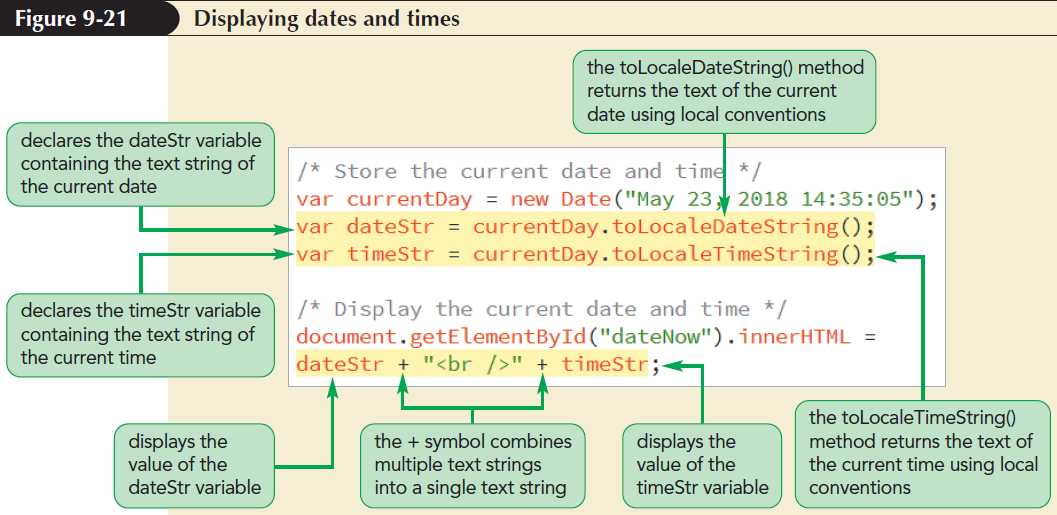 Figure 9-21
Displaying dates and times
the toLocaleDateString() method
returns the text of the current
date using local conventions
declares the dateStr variable
containing the text string of
the current date
/* Store the current date and time */
var currentDay = new Date("May 23, 2018 14:35:05");
var dateStr = currentDay.toLocaleDateString();
var timeStr = currentDay.toLocaleTimeString();
declares the timeStr variable
containing the text string of
the current time
/* Display the current date and time */
document.getElementById("dateNow").innerHTML =
dateStr + "<br />" + timeStr;
displays the
value of the
dateStr variable
the + symbol combines
multiple text strings
into a single text string
displays the
value of the
timeStr variable
the toLocaleTimeString()
method returns the text of
the current time using local
conventions